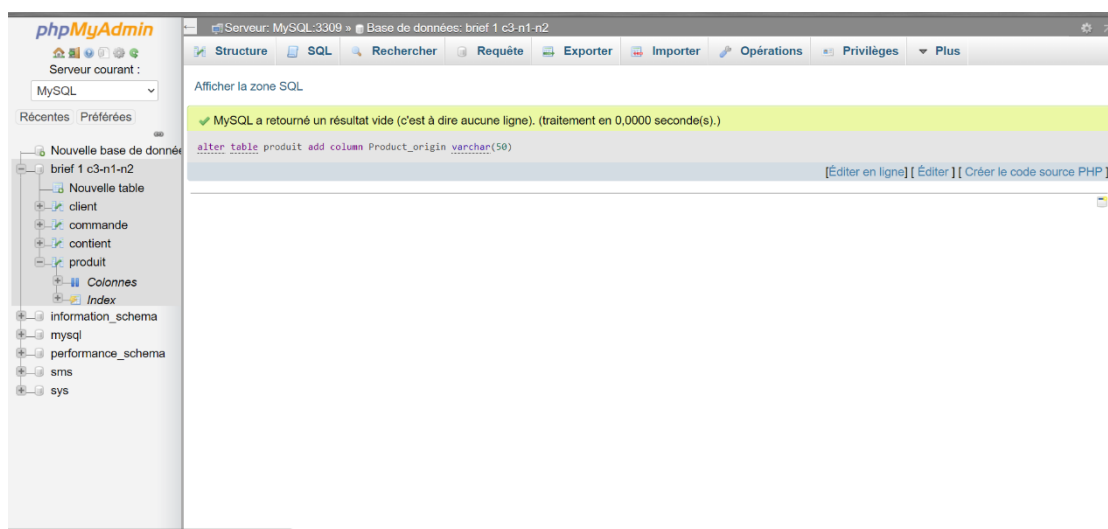 phpMyAdmin
Serveur courant :
MySQL
Récentes Préférées
Nouvelle base de donnée
brief 1 c3-n1-n2
Nouvelle table
client
commande
contient
produit
Colonnes
Index
information_schema
mysql
performance_schema
sms
sys
Serveur: MySQL:3309 » Base de données: brief 1 c3-n1-n2
Structure SQL Rechercher Requête Exporter Importer Opérations Privilèges Plus
Afficher la zone SQL
MySQL a retourné un résultat vide (c'est à dire aucune ligne). (traitement en 0,0000 seconde(s).)
alter table produit add column Product_origin varchar(50)
[Éditer en ligne] [ Éditer ] [ Créer le code source PHP ]